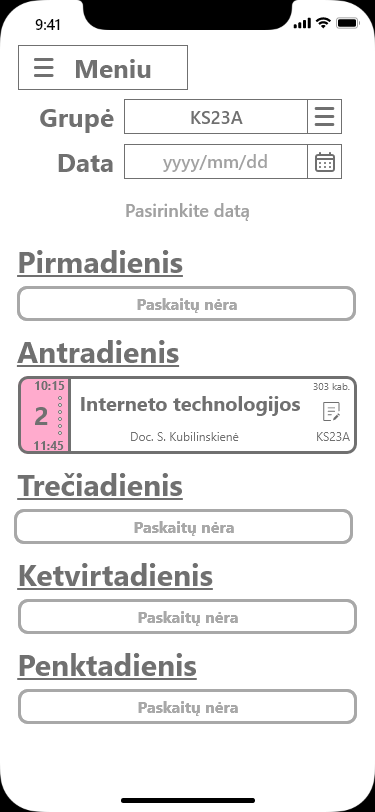 9:41
Meniu
Grupė KS23A
Data yyyy/mm/dd
Pasirinkite datą
Pirmadienis
Paskaitų nėra
Antradienis
10:15
303 kab.
2
Interneto technologijos
Doc. S. Kubilinskienė
KS23A
11:45
Trečiadienis
Paskaitų nėra
Ketvirtadienis
Paskaitų nėra
Penktadienis
Paskaitų nėra